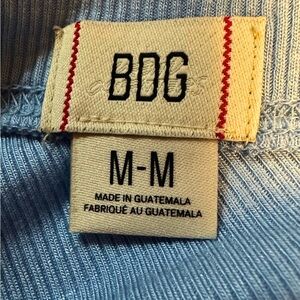 BDG
M-M
MADE IN GUATEMALA
FABRIQUÉ AU GUATEMALA